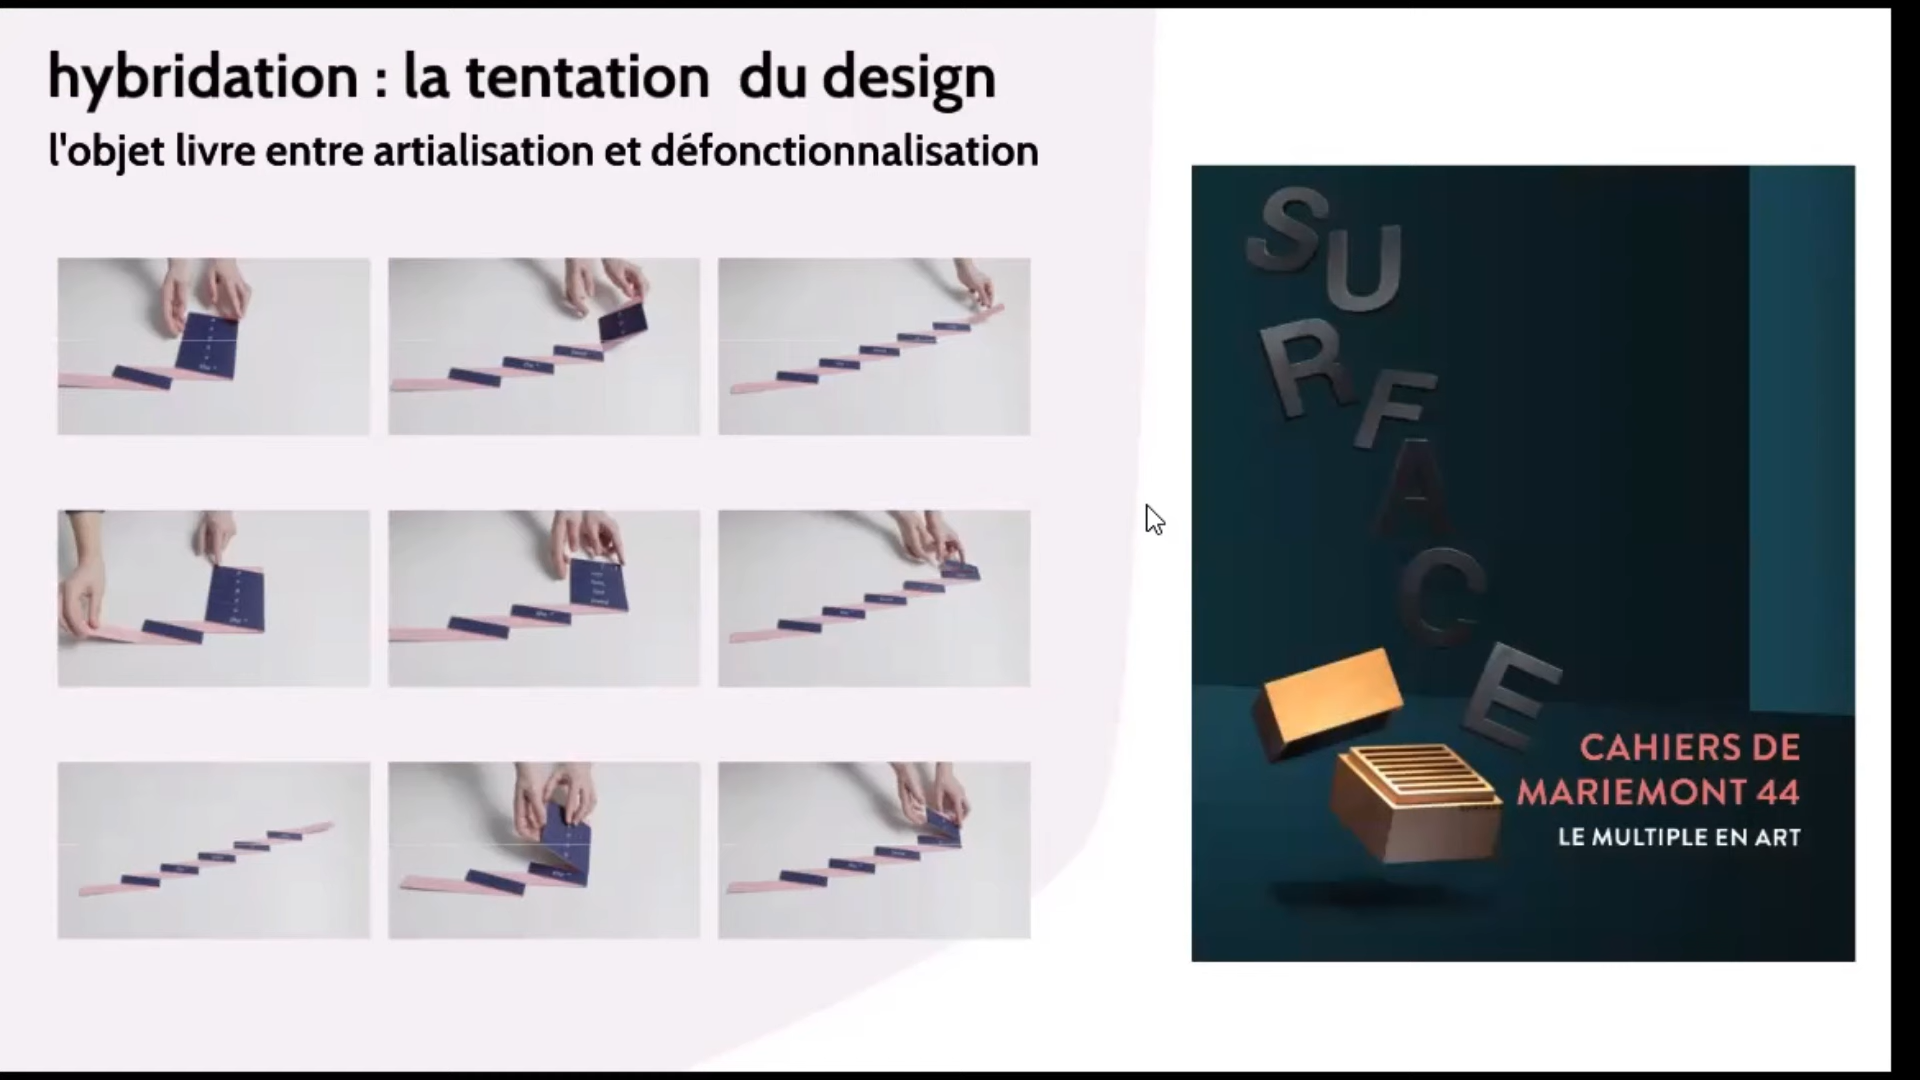 hybridation : la tentation  du design
l'objet livre entre artialisation et défonctionnalisation
SURFACE
CAHIERS DE
MARIEMONT 44
LE MULTIPLE EN ART